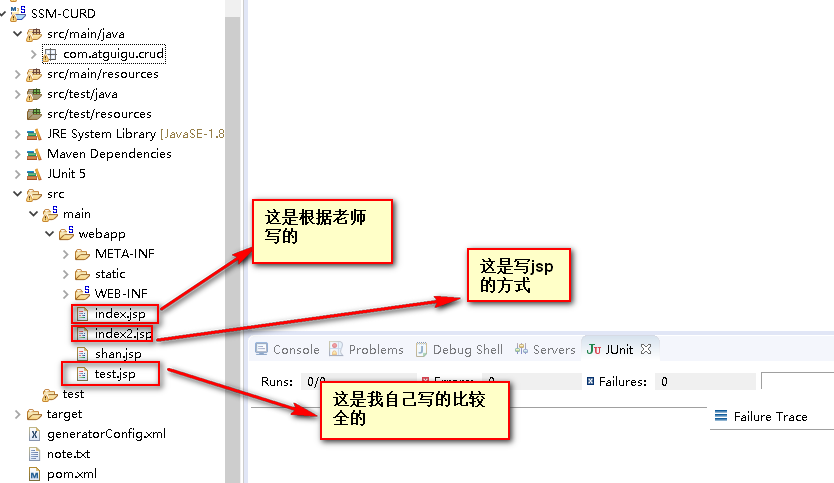 SSM-CURD
src/main/java
com.atguigu.crud
src/main/resources
src/test/java
src/test/resources
JRE System Library [JavaSE-1.8
Maven Dependencies
JUnit 5
src
main
webapp
META-INF
static
WEB-INF
index.jsp
index2.jsp
shan.jsp
test.jsp
test
target
generatorConfig.xml
note.txt
pom.xml
这是根据老师
写的
这是写jsp
的方式
Console Problems Debug Shell Servers JUnit
Runs: 0/0 Errors: 0 Failures: 0
这是我自己写的比较
全的
Failure Trace